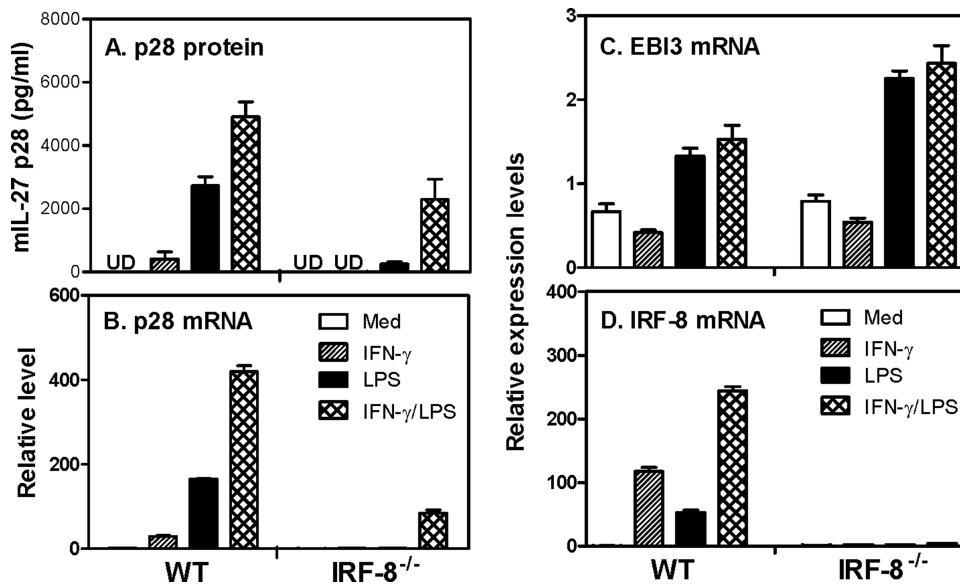 A. p28 protein
mIL-27 p28 (pg/ml)
8000
6000
4000
2000
0
UD
UD UD
B. p28 mRNA
Relative level
600
400
200
0
Med
IFN-γ
LPS
IFN-γ/LPS
WT IRF-8-/-
C. EBI3 mRNA
Relative expression levels
3
2
1
0
D. IRF-8 mRNA
400
300
200
100
0
Med
IFN-γ
LPS
IFN-γ/LPS
WT IRF-8-/-